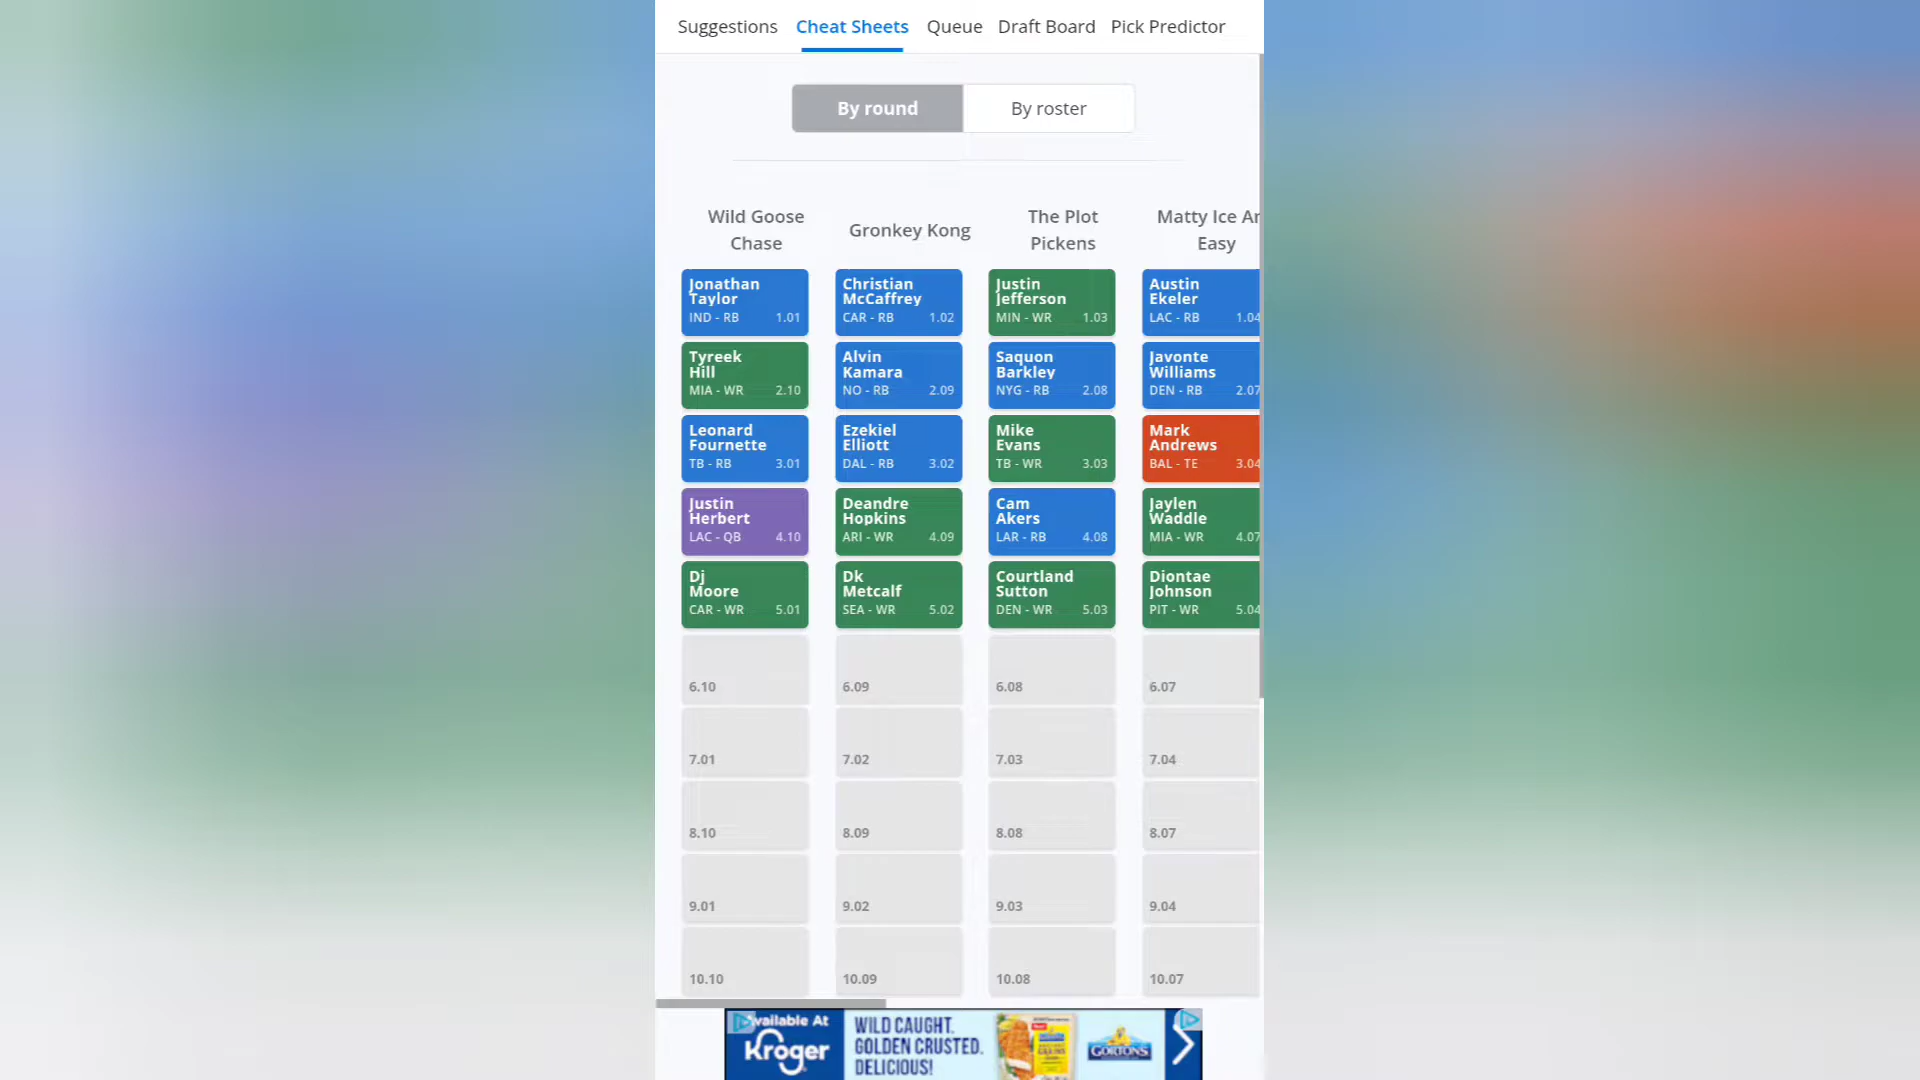 Suggestions Cheat Sheets Queue Draft Board Pick Predictor
By round By roster
Wild Goose Chase
Gronkey Kong
The Plot Pickens
Matty Ice An Easy
Jonathan Taylor
IND - RB 1.01
Christian McCaffrey
CAR - RB 1.02
Justin Jefferson
MIN - WR 1.03
Austin Ekeler
LAC - RB 1.04
Tyreek Hill
MIA - WR 2.10
Alvin Kamara
NO - RB 2.09
Saquon Barkley
NYG - RB 2.08
Javonte Williams
DEN - RB 2.07
Leonard Fournette
TB - RB 3.01
Ezekiel Elliott
DAL - RB 3.02
Mike Evans
TB - WR 3.03
Mark Andrews
BAL - TE 3.04
Justin Herbert
LAC - QB 4.10
Deandre Hopkins
ARI - WR 4.09
Cam Akers
LAR - RB 4.08
Jaylen Waddle
MIA - WR 4.07
Dj Moore
CAR - WR 5.01
Dk Metcalf
SEA - WR 5.02
Courtland Sutton
DEN - WR 5.03
Diontae Johnson
PIT - WR 5.04
6.10 6.09 6.08 6.07
7.01 7.02 7.03 7.04
8.10 8.09 8.08 8.07
9.01 9.02 9.03 9.04
10.10 10.09 10.08 10.07
Available At
Kroger
WILD CAUGHT.
GOLDEN CRUSTED.
DELICIOUS!
GORTON'S